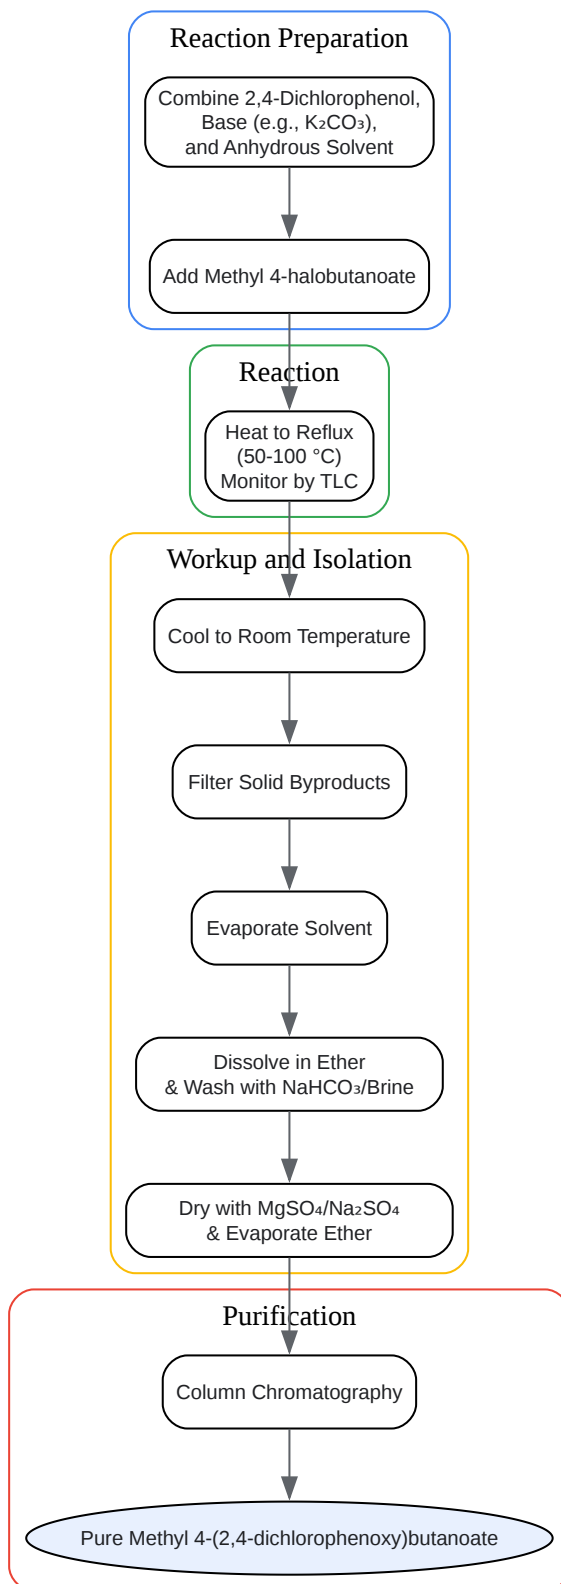 Reaction Preparation
Combine 2,4-Dichlorophenol,
Base (e.g., K₂CO₃),
and Anhydrous Solvent
Add Methyl 4-halobutanoate
Reaction
Heat to Reflux
(50-100 °C)
Monitor by TLC
Workup and Isolation
Cool to Room Temperature
Filter Solid Byproducts
Evaporate Solvent
Dissolve in Ether
& Wash with NaHCO₃/Brine
Dry with MgSO₄/Na₂SO₄
& Evaporate Ether
Purification
Column Chromatography
Pure Methyl 4-(2,4-dichlorophenoxy)butanoate